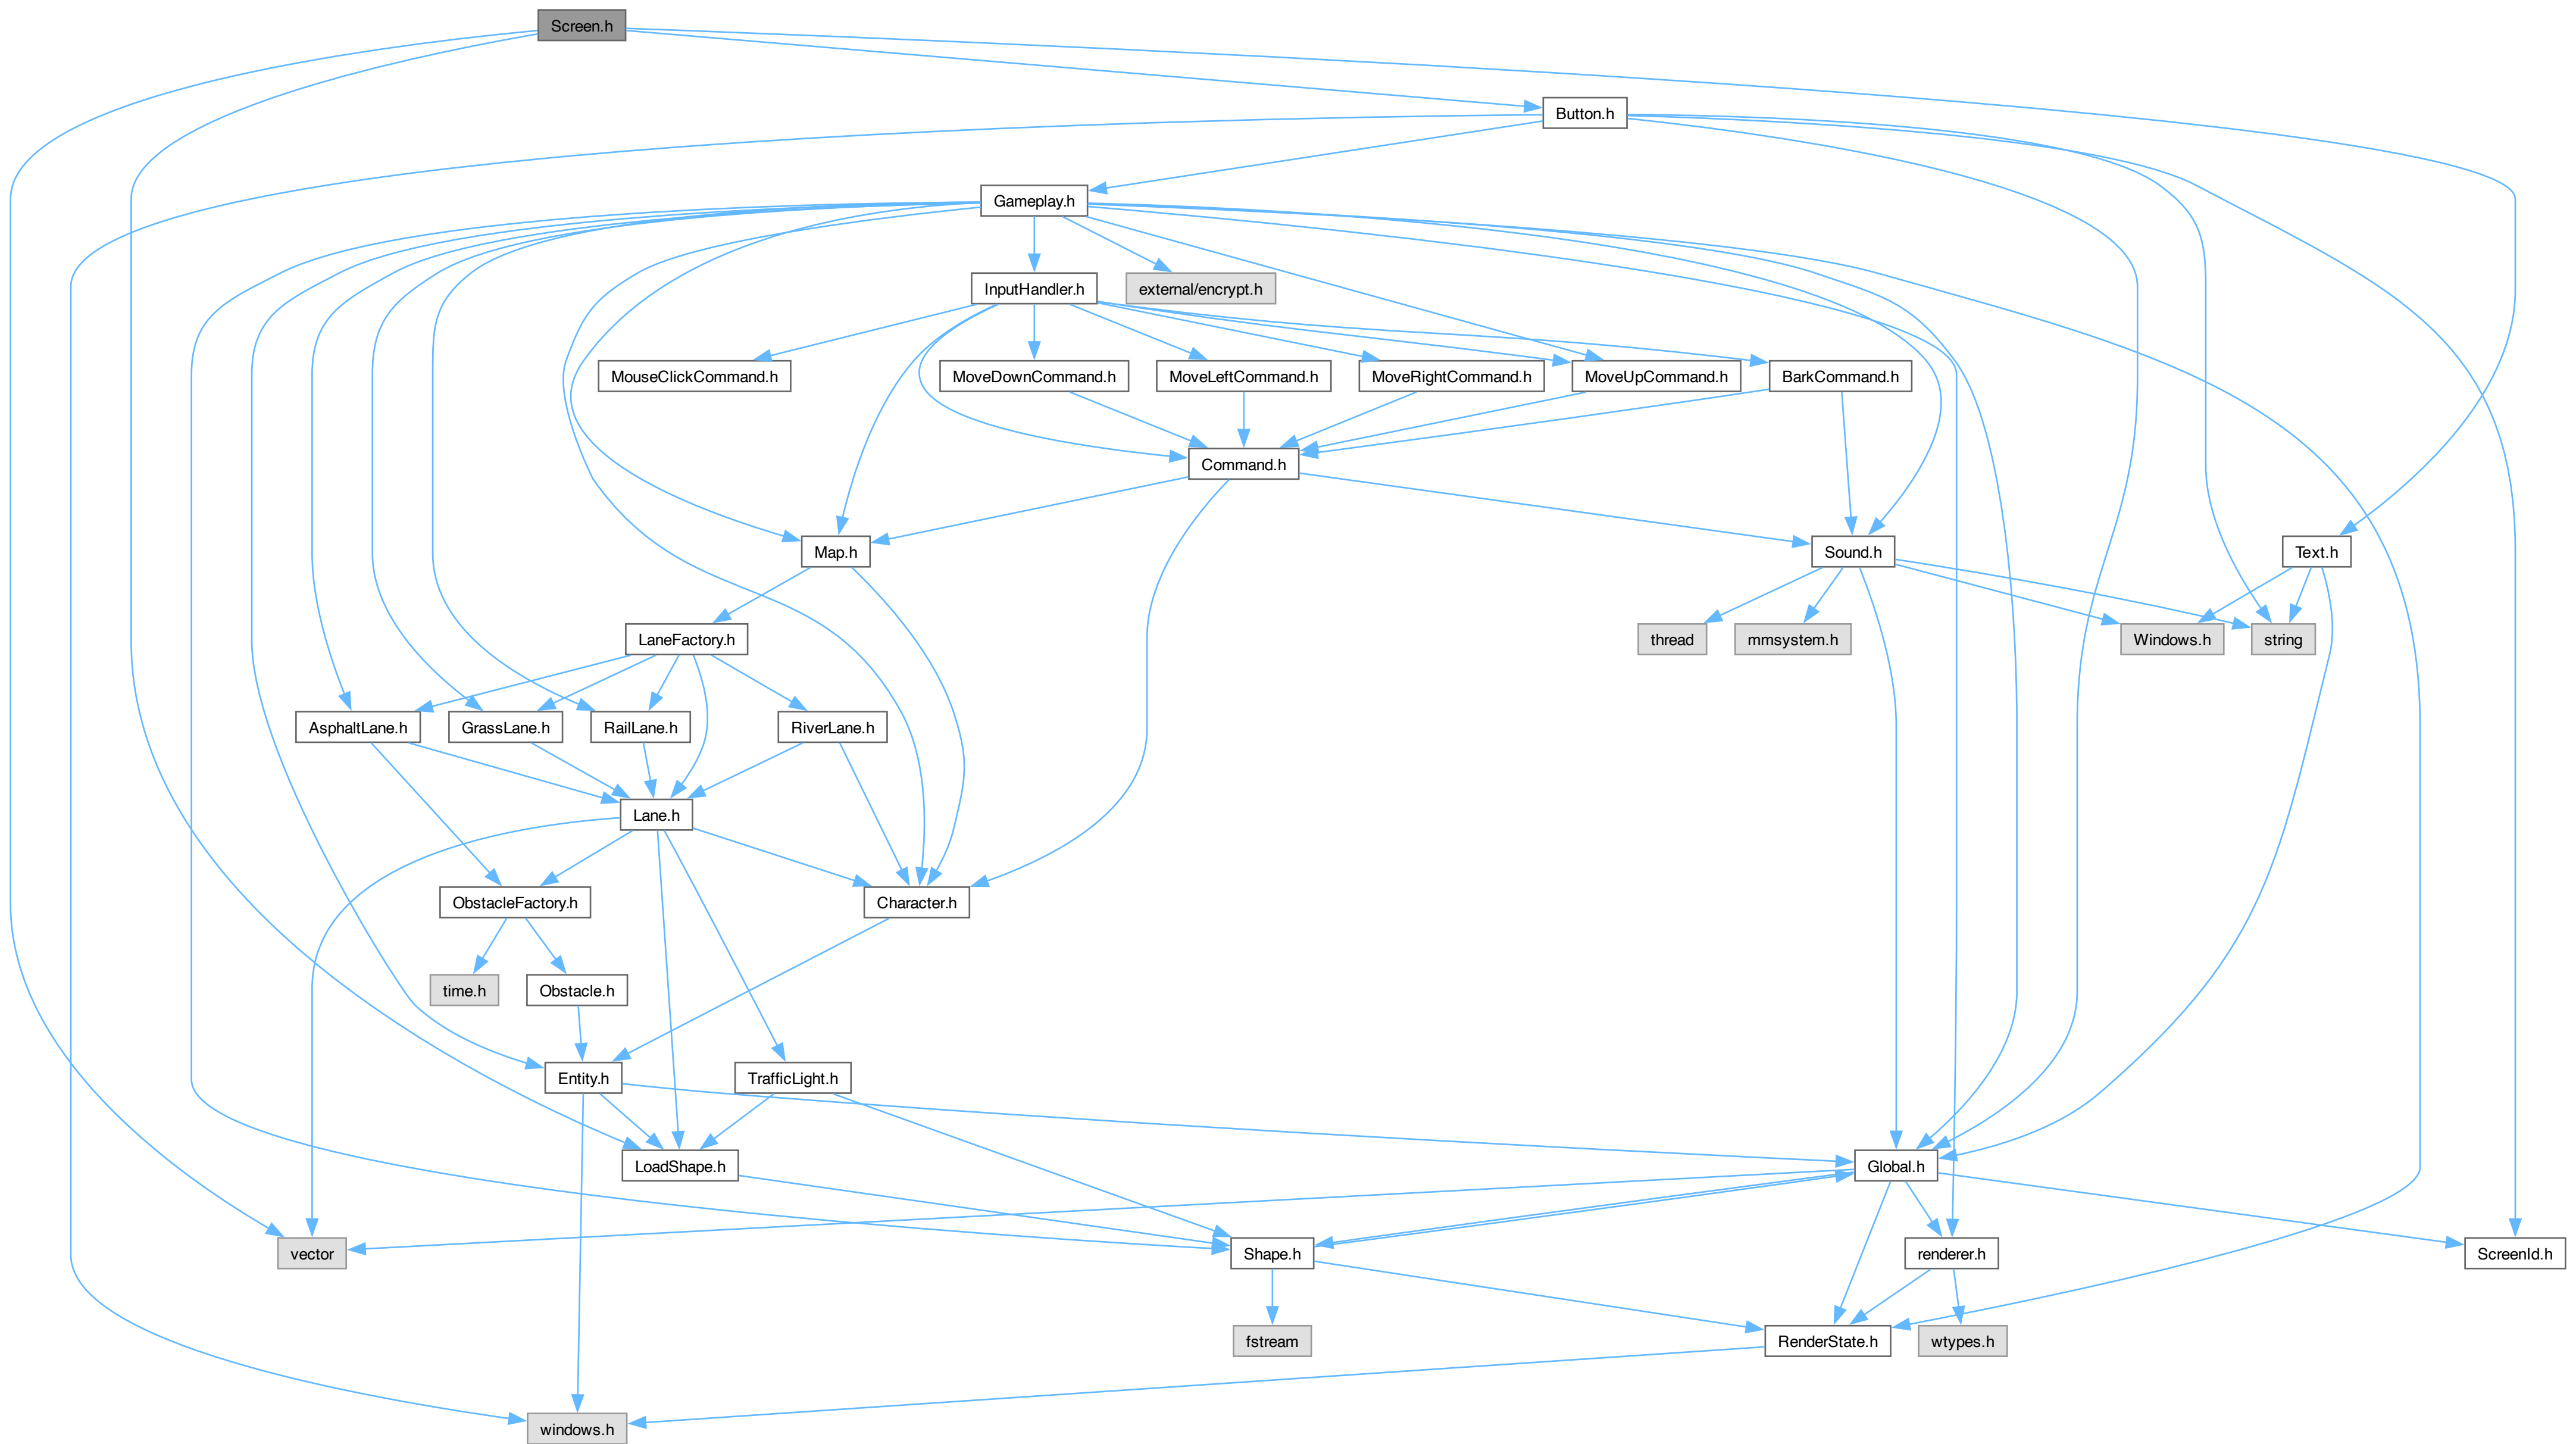 Screen.h
Button.h
Gameplay.h
InputHandler.h
external/encrypt.h
MouseClickCommand.h
MoveDownCommand.h
MoveLeftCommand.h
MoveRightCommand.h
MoveUpCommand.h
BarkCommand.h
Command.h
Map.h
Sound.h
Text.h
LaneFactory.h
thread
mmsystem.h
Windows.h
string
AsphaltLane.h
GrassLane.h
RailLane.h
RiverLane.h
Lane.h
ObstacleFactory.h
Character.h
time.h
Obstacle.h
Entity.h
TrafficLight.h
LoadShape.h
Global.h
vector
Shape.h
renderer.h
ScreenId.h
fstream
RenderState.h
wtypes.h
windows.h